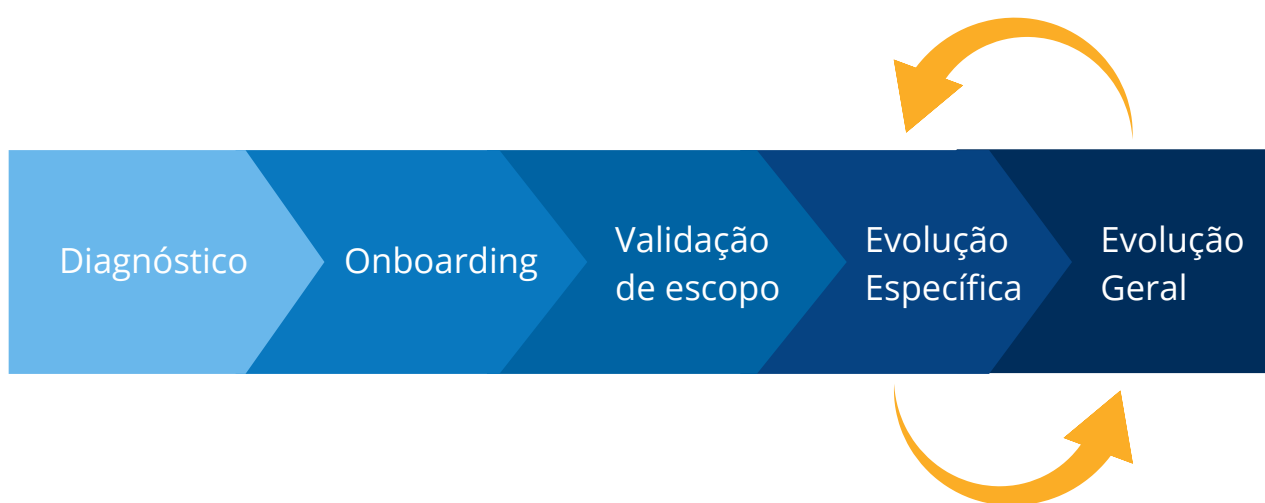 Diagnóstico
Onboarding
Validação
de escopo
Evolução
Específica
Evolução
Geral